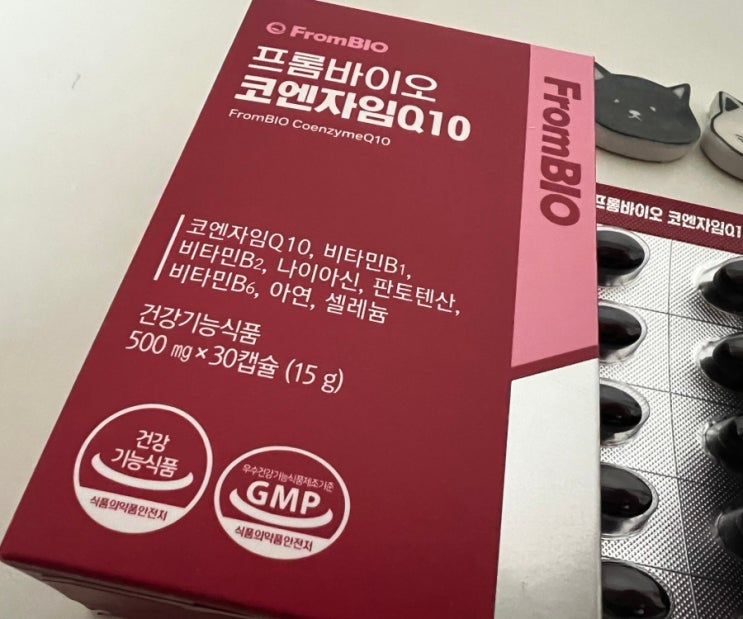 FromBIO
프롬바이오
코엔자임Q10
FromBIO CoenzymeQ10
FromBIO
코엔자임Q10, 비타민B1,
비타민B2, 나이아신, 판토텐산,
비타민B6, 아연, 셀레늄
건강기능식품
500 mg × 30캡슐 (15 g)
건강
기능식품
식품의약품안전처
우수건강기능식품제조기준
GMP
식품의약품안전처
프롬바이오 코엔자임Q1